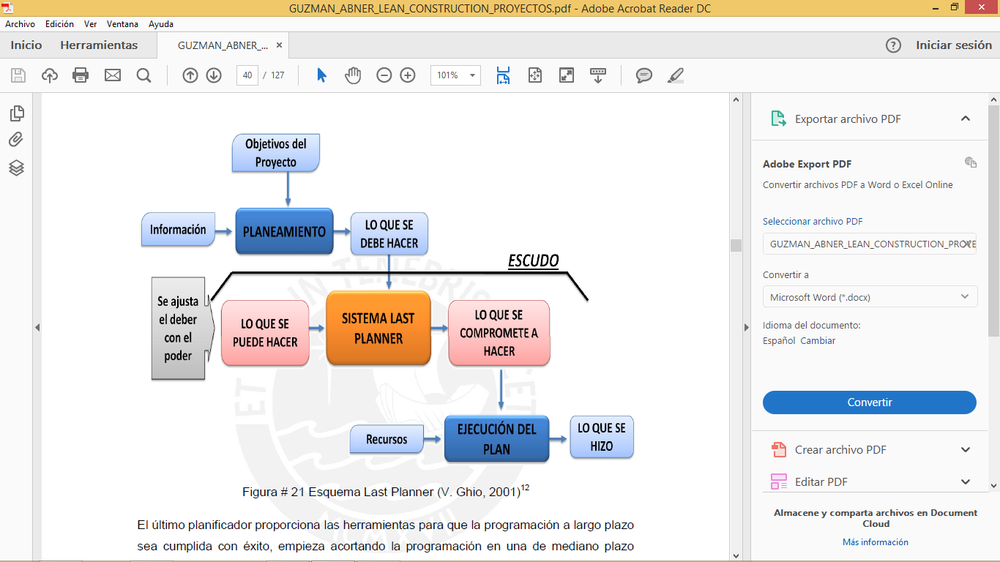 GUZMAN_ABNER_LEAN_CONSTRUCTION_PROYECTOS.pdf - Adobe Acrobat Reader DC
Archivo Edición Ver Ventana Ayuda
Inicio Herramientas GUZMAN_ABNER_... × ? Iniciar sesión
40 / 127 101%
Objetivos del
Proyecto
Información
PLANEAMIENTO
LO QUE SE
DEBE HACER
ESCUDO
Se ajusta
el deber
con el
poder
LO QUE SE
PUEDE HACER
SISTEMA LAST
PLANNER
LO QUE SE
COMPROMETE A
HACER
Recursos
EJECUCIÓN DEL
PLAN
LO QUE SE
HIZO
Figura # 21 Esquema Last Planner (V. Ghio, 2001)12
El último planificador proporciona las herramientas para que la programación a largo plazo
sea cumplida con éxito, empieza acortando la programación en una de mediano plazo
Exportar archivo PDF
Adobe Export PDF
Convertir archivos PDF a Word o Excel Online
Seleccionar archivo PDF
GUZMAN_ABNER_LEAN_CONSTRUCTION_PROYE
Convertir a
Microsoft Word (*.docx)
Idioma del documento:
Español Cambiar
Convertir
Crear archivo PDF
Editar PDF
Almacene y comparta archivos en Document
Cloud
Más información